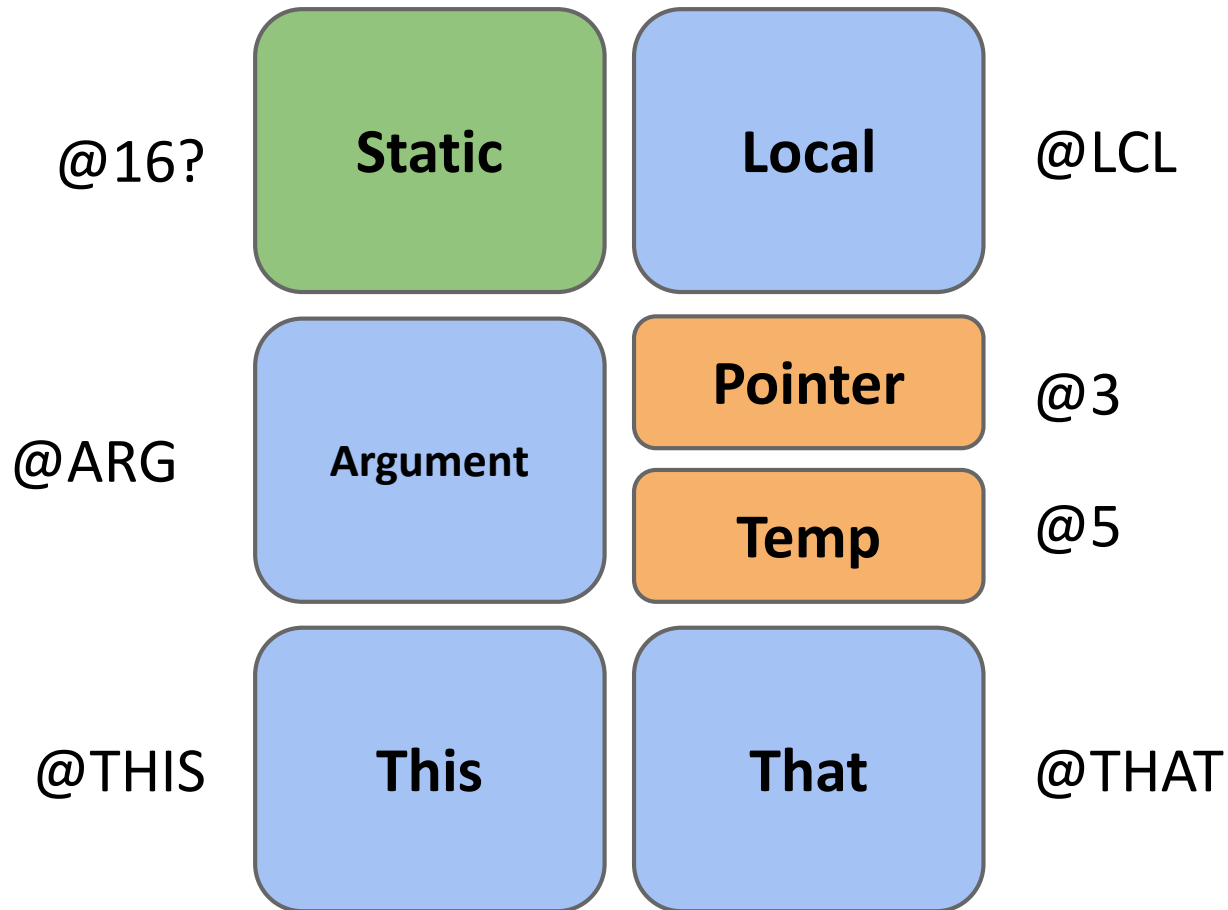 @16?
Static
Local
@LCL
@ARG
Argument
Pointer
@3
Temp
@5
@THIS
This
That
@THAT